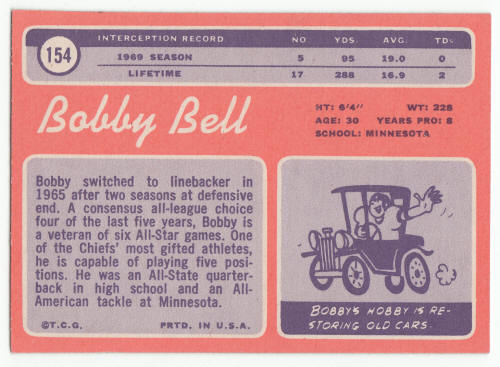 154
INTERCEPTION RECORD NO. YDS. AVG. TDs
1969 SEASON 5 95 19.0 0
LIFETIME 17 288 16.9 2
Bobby Bell
HT: 6'4" WT: 228
AGE: 30 YEARS PRO: 8
SCHOOL: MINNESOTA
Bobby switched to linebacker in
1965 after two seasons at defensive
end. A consensus all-league choice
four of the last five years, Bobby is
a veteran of six All-Star games. One
of the Chiefs' most gifted athletes,
he is capable of playing five posi-
tions. He was an All-State quarter-
back in high school and an All-
American tackle at Minnesota.
©T.C.G. PRTD. IN U.S.A.
BOBBY'S HOBBY IS RE-
STORING OLD CARS.